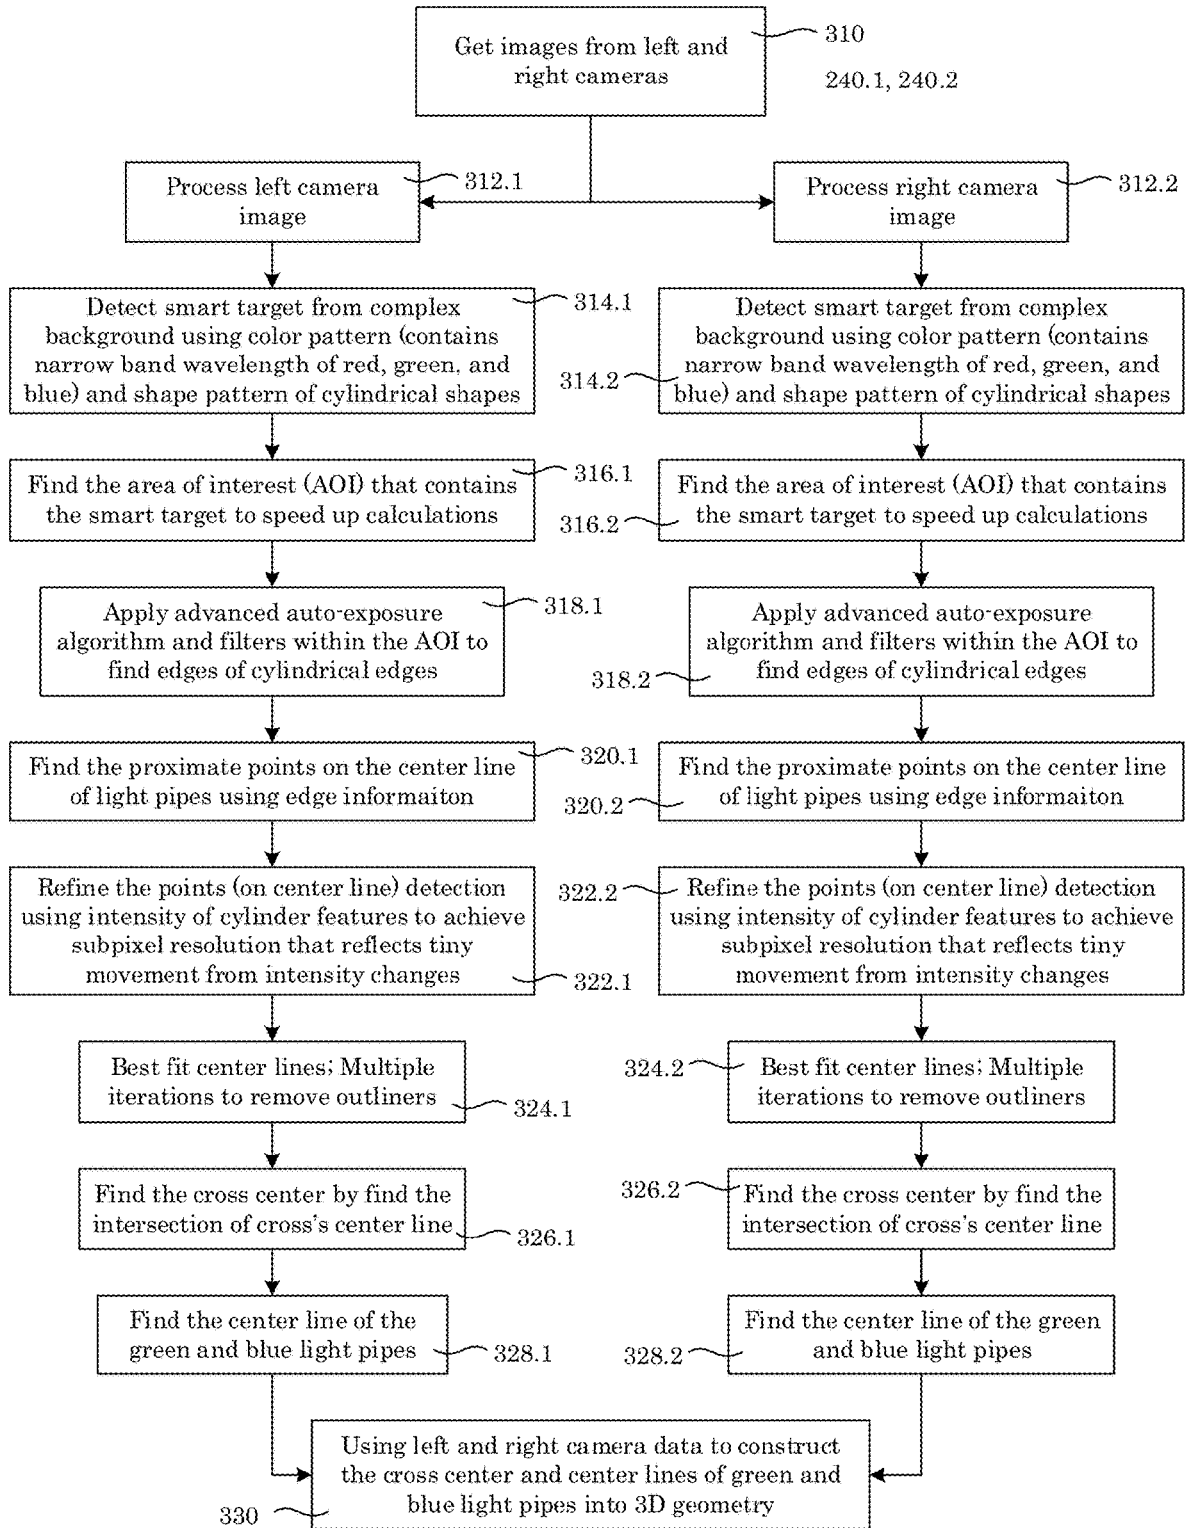 Get images from left and
right cameras
310
240.1, 240.2
Process left camera
image
312.1
Process right camera
image
312.2
Detect smart target from complex
background using color pattern (contains
narrow band wavelength of red, green, and
blue) and shape pattern of cylindrical shapes
314.1
Detect smart target from complex
background using color pattern (contains
narrow band wavelength of red, green, and
blue) and shape pattern of cylindrical shapes
314.2
Find the area of interest (AOI) that contains
the smart target to speed up calculations
316.1
Find the area of interest (AOI) that contains
the smart target to speed up calculations
316.2
Apply advanced auto-exposure
algorithm and filters within the AOI to
find edges of cylindrical edges
318.1
Apply advanced auto-exposure
algorithm and filters within the AOI to
find edges of cylindrical edges
318.2
Find the proximate points on the center line
of light pipes using edge informaiton
320.1
Find the proximate points on the center line
of light pipes using edge informaiton
320.2
Refine the points (on center line) detection
using intensity of cylinder features to achieve
subpixel resolution that reflects tiny
movement from intensity changes
322.1
322.2
Refine the points (on center line) detection
using intensity of cylinder features to achieve
subpixel resolution that reflects tiny
movement from intensity changes
Best fit center lines; Multiple
iterations to remove outliners
324.1
324.2
Best fit center lines; Multiple
iterations to remove outliners
Find the cross center by find the
intersection of cross's center line
326.1
326.2
Find the cross center by find the
intersection of cross's center line
Find the center line of the
green and blue light pipes
328.1
Find the center line of the green
and blue light pipes
328.2
Using left and right camera data to construct
the cross center and center lines of green and
blue light pipes into 3D geometry
330